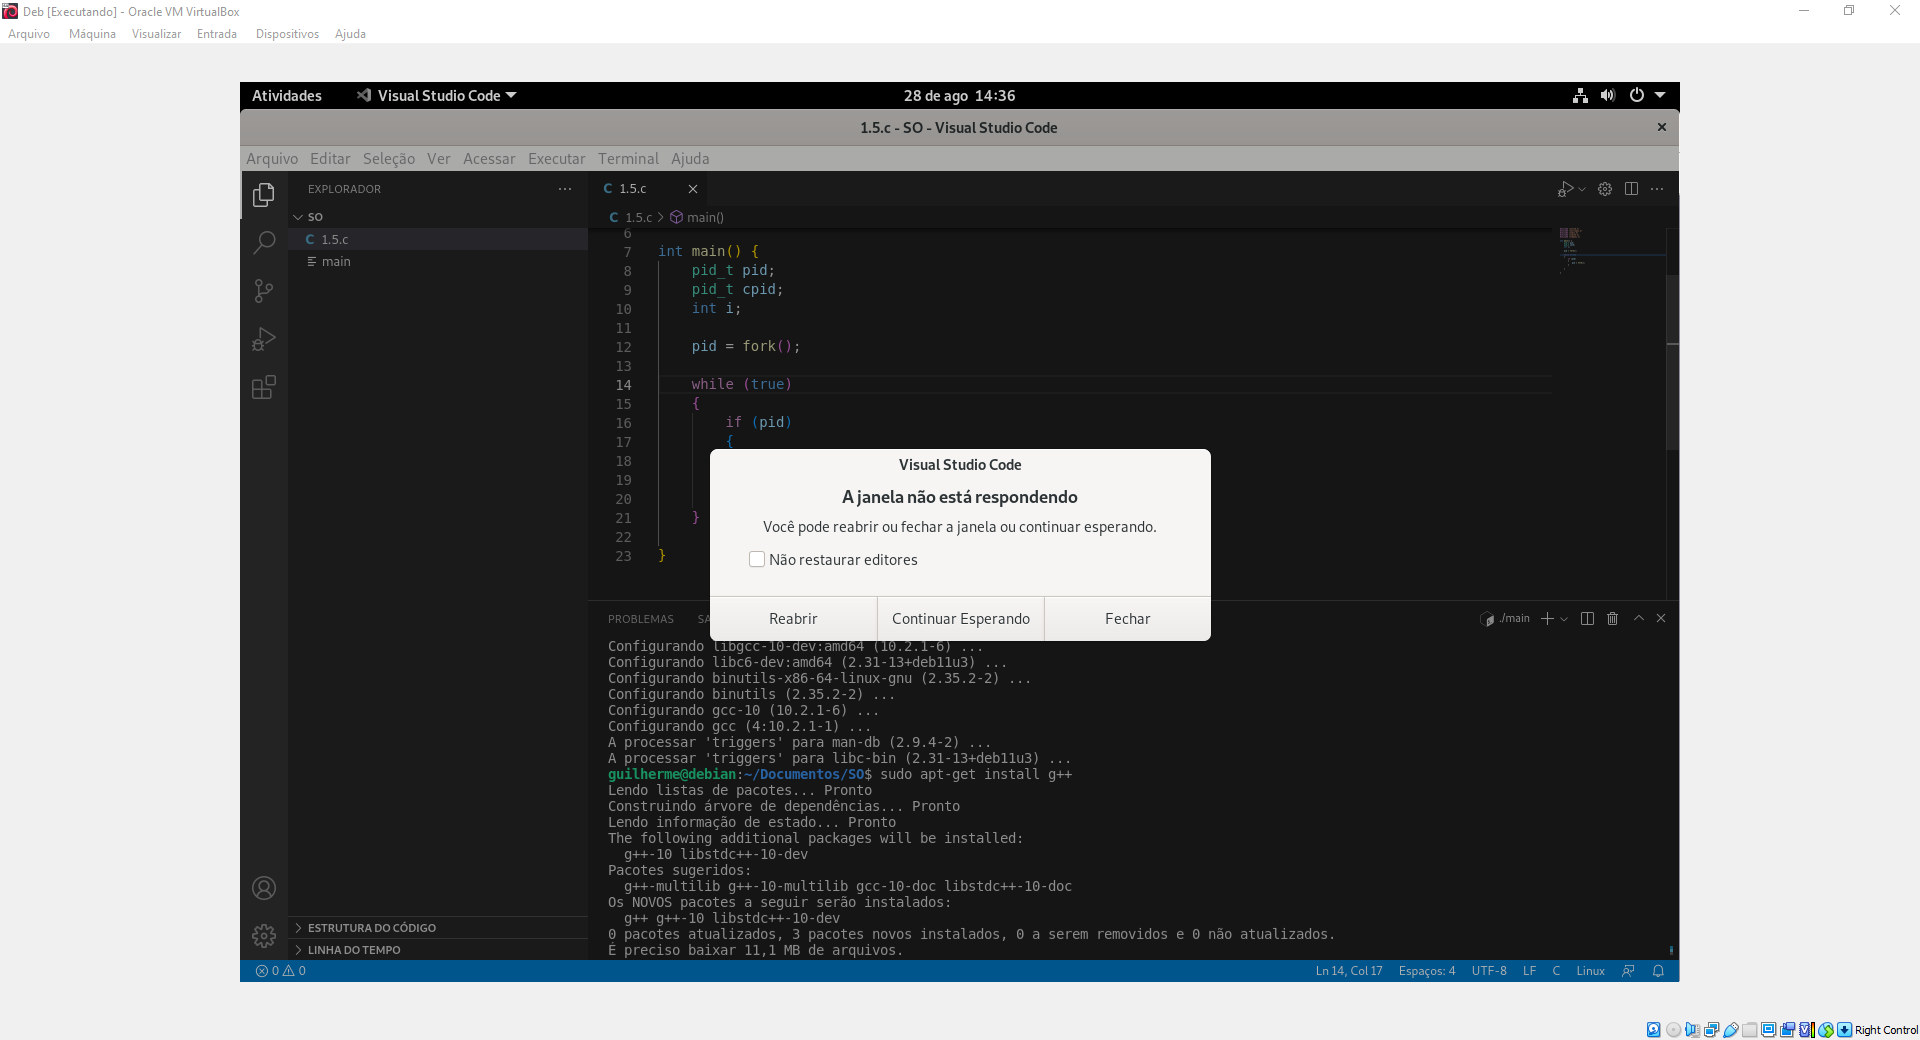 Deb [Executando] - Oracle VM VirtualBox
Arquivo Máquina Visualizar Entrada Dispositivos Ajuda
Atividades Visual Studio Code 28 de ago 14:36
1.5.c - SO - Visual Studio Code
Arquivo Editar Seleção Ver Acessar Executar Terminal Ajuda
EXPLORADOR
SO
C 1.5.c
main
ESTRUTURA DO CÓDIGO
LINHA DO TEMPO
C 1.5.c
C 1.5.c > main()
6
7 int main() {
8 pid_t pid;
9 pid_t cpid;
10 int i;
11
12 pid = fork();
13
14 while (true)
15 {
16 if (pid)
17 {
18
19
20
21 }
22
23 }
Visual Studio Code
A janela não está respondendo
Você pode reabrir ou fechar a janela ou continuar esperando.
Não restaurar editores
Reabrir Continuar Esperando Fechar
PROBLEMAS SA ./main
Configurando libgcc-10-dev:amd64 (10.2.1-6) ...
Configurando libc6-dev:amd64 (2.31-13+deb11u3) ...
Configurando binutils-x86-64-linux-gnu (2.35.2-2) ...
Configurando binutils (2.35.2-2) ...
Configurando gcc-10 (10.2.1-6) ...
Configurando gcc (4:10.2.1-1) ...
A processar 'triggers' para man-db (2.9.4-2) ...
A processar 'triggers' para libc-bin (2.31-13+deb11u3) ...
guilherme@debian:~/Documentos/SO$ sudo apt-get install g++
Lendo listas de pacotes... Pronto
Construindo árvore de dependências... Pronto
Lendo informação de estado... Pronto
The following additional packages will be installed:
g++-10 libstdc++-10-dev
Pacotes sugeridos:
g++-multilib g++-10-multilib gcc-10-doc libstdc++-10-doc
Os NOVOS pacotes a seguir serão instalados:
g++ g++-10 libstdc++-10-dev
0 pacotes atualizados, 3 pacotes novos instalados, 0 a serem removidos e 0 não atualizados.
É preciso baixar 11,1 MB de arquivos.
0 0 Ln 14, Col 17 Espaços: 4 UTF-8 LF C Linux
Right Control